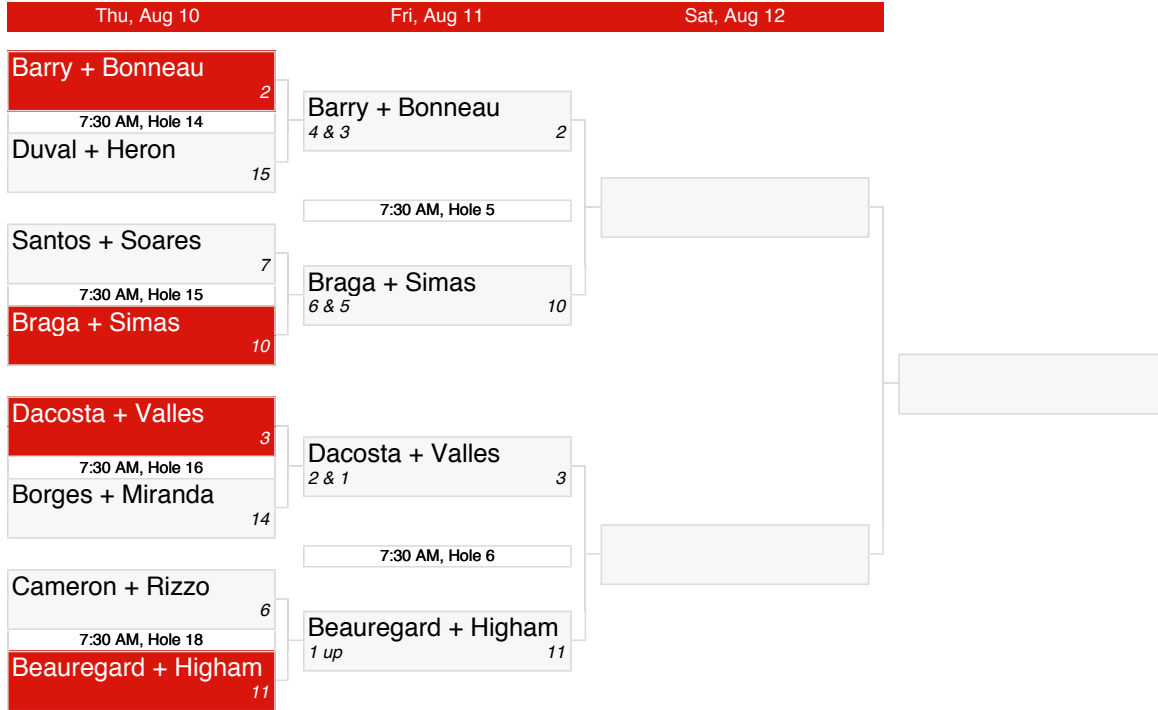 Thu, Aug 10
Fri, Aug 11
Sat, Aug 12
Barry + Bonneau
2
7:30 AM, Hole 14
Duval + Heron
15
Santos + Soares
7
7:30 AM, Hole 15
Braga + Simas
10
Dacosta + Valles
3
7:30 AM, Hole 16
Borges + Miranda
14
Cameron + Rizzo
6
7:30 AM, Hole 18
Beauregard + Higham
11
Barry + Bonneau
4 & 3 2
7:30 AM, Hole 5
Braga + Simas
6 & 5 10
Dacosta + Valles
2 & 1 3
7:30 AM, Hole 6
Beauregard + Higham
1 up 11